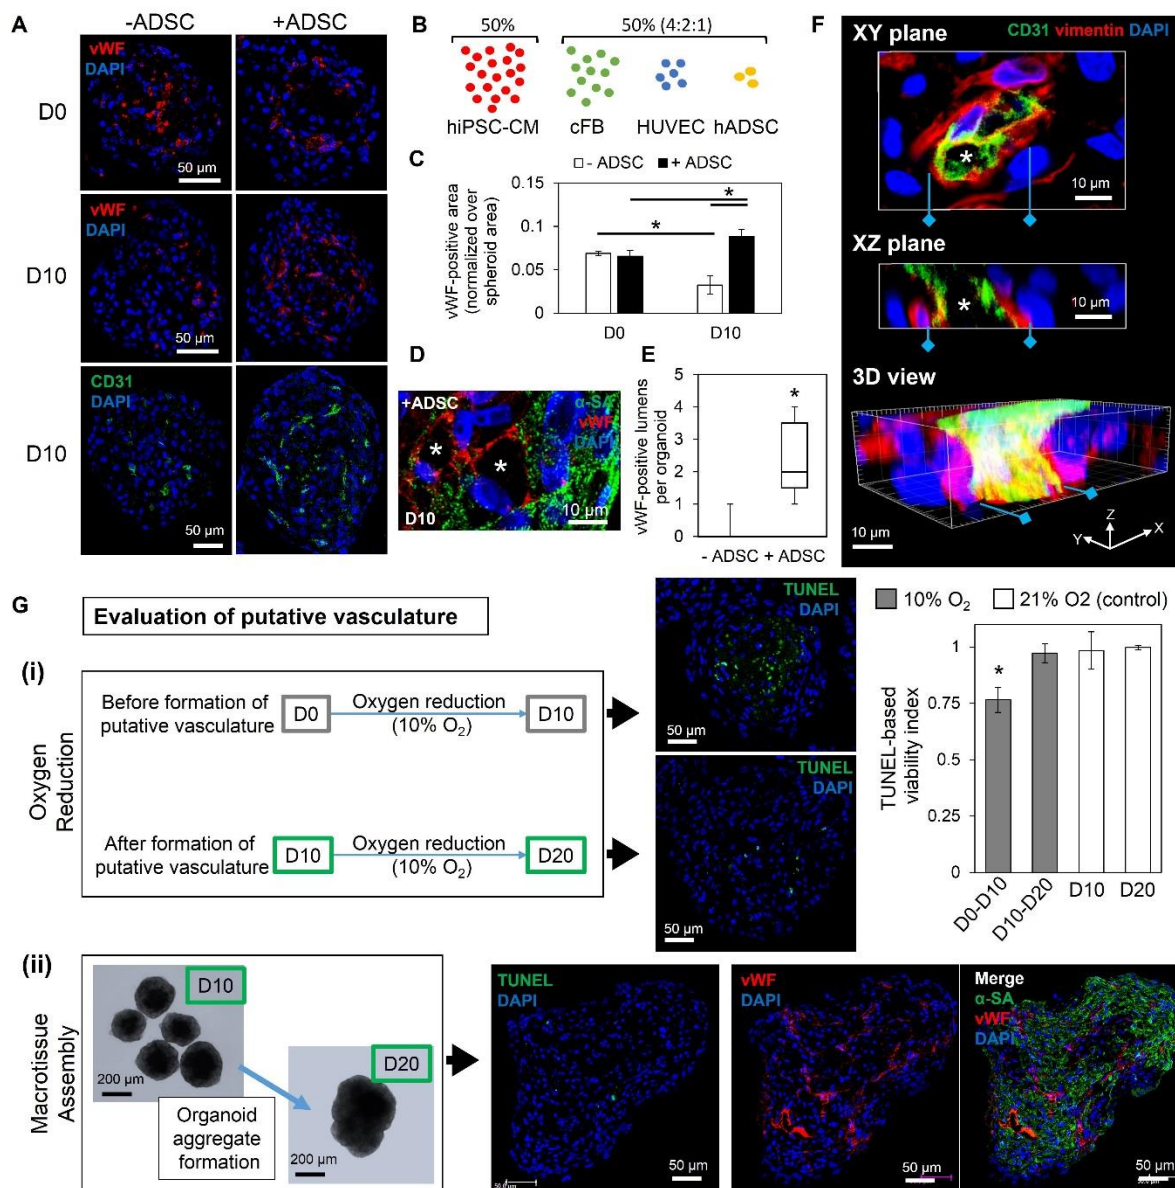 A
-ADSC
+ADSC
D0
vWF
DAPI
50 µm
D10
vWF
DAPI
50 µm
D10
CD31
DAPI
50 µm
B
50%
50% (4:2:1)
hiPSC-CM
cFB
HUVEC
hADSC
C
- ADSC
+ ADSC
vWF-positive area
(normalized over
spheroid area)
0.15
0.1
0.05
0
*
*
D0
D10
D
+ADSC
α-SA
vWF
DAPI
*
*
D10
10 µm
E
vWF-positive lumens
per organoid
5
4
3
2
1
0
*
- ADSC + ADSC
F
CD31 vimentin DAPI
XY plane
*
10 µm
XZ plane
*
10 µm
3D view
10 µm
Z
Y
X
G
Evaluation of putative vasculature
(i)
Oxygen
Reduction
Before formation of
putative vasculature
D0
Oxygen reduction
(10% O₂)
D10
After formation of
putative vasculature
D10
Oxygen reduction
(10% O₂)
D20
TUNEL
DAPI
50 µm
TUNEL
DAPI
50 µm
10% O₂
21% O2 (control)
TUNEL-based
viability index
1
0.75
0.5
0.25
0
*
D0-D10
D10-D20
D10
D20
(ii)
Macrotissue
Assembly
D10
200 µm
Organoid
aggregate
formation
D20
200 µm
TUNEL
DAPI
50 µm
vWF
DAPI
50 µm
Merge
α-SA
vWF
DAPI
50 µm